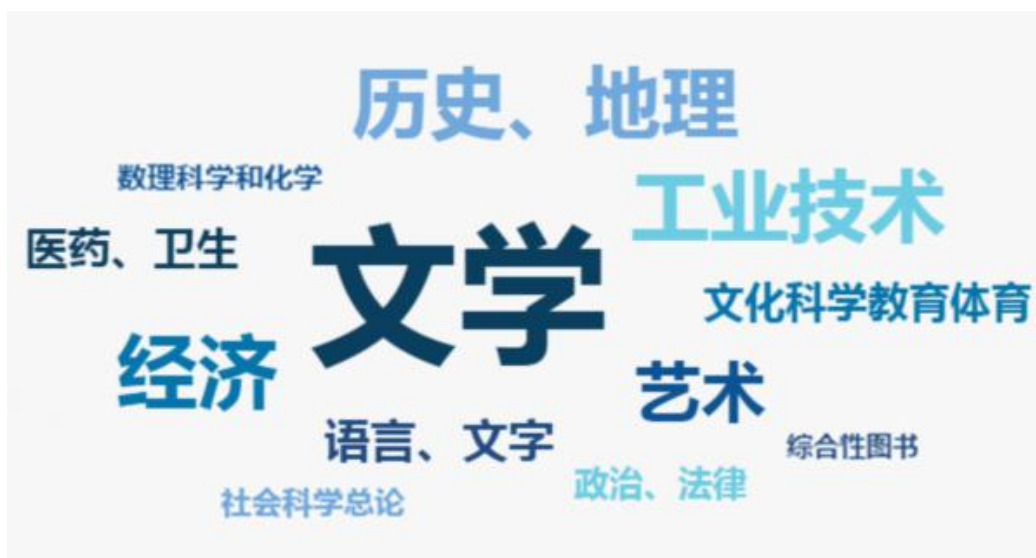 历史、地理
数理科学和化学
工业技术
医药、卫生
文学
文化科学教育体育
经济
艺术
语言、文字
综合性图书
政治、法律
社会科学总论